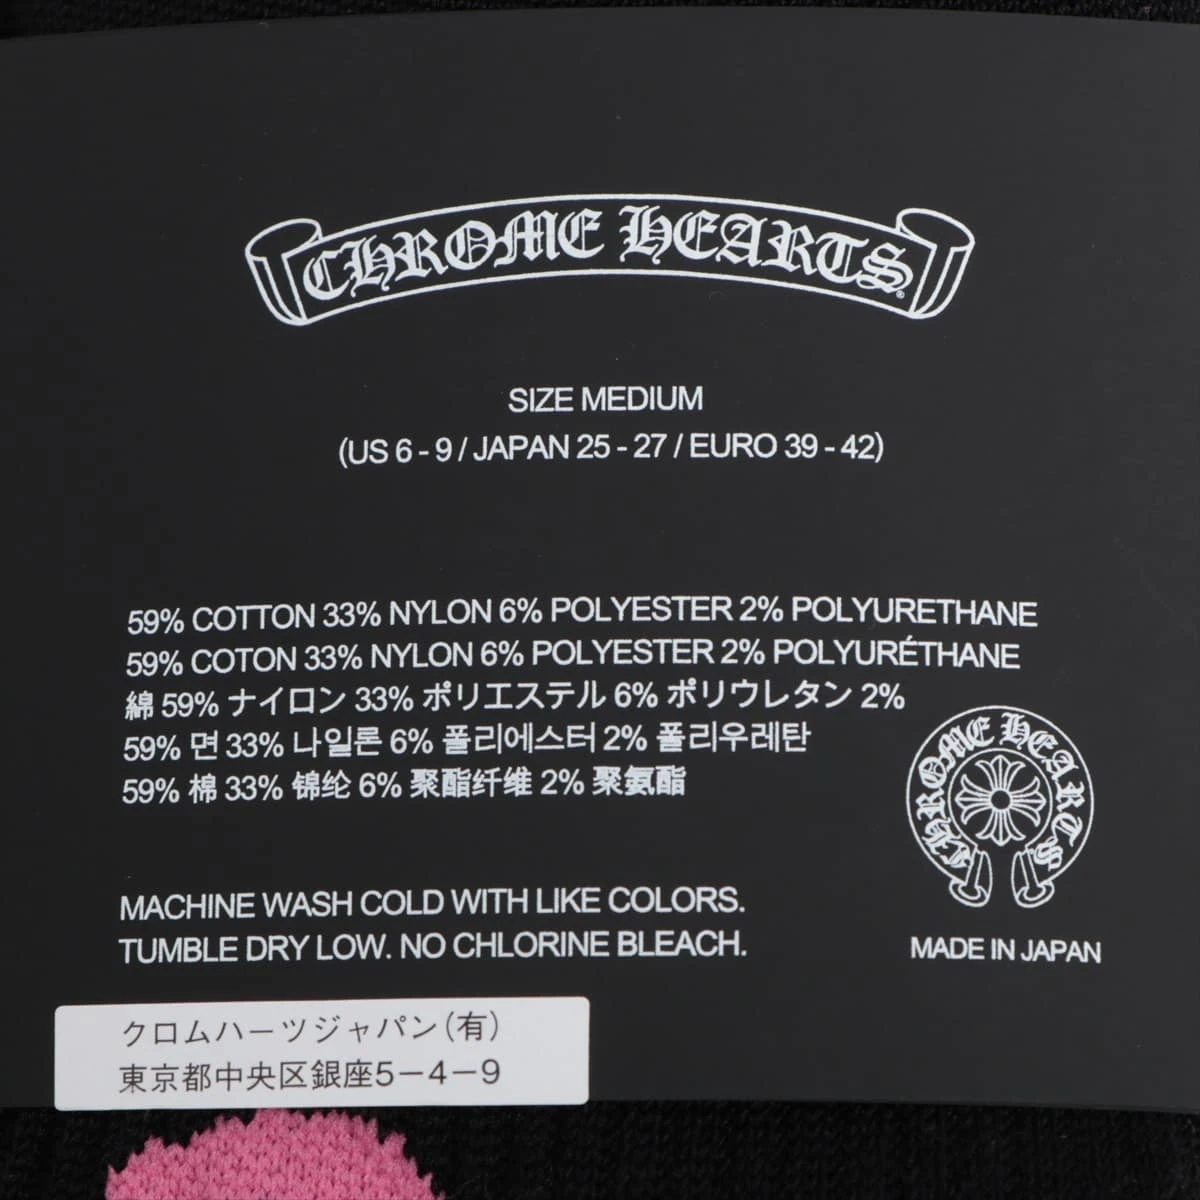 CHROME HEARTS®
SIZE MEDIUM
(US 6 - 9 / JAPAN 25 - 27 / EURO 39 - 42)
59% COTTON 33% NYLON 6% POLYESTER 2% POLYURETHANE
59% COTON 33% NYLON 6% POLYESTER 2% POLYURÉTHANE
綿 59% ナイロン 33% ポリエステル 6% ポリウレタン 2%
59% 면 33% 나일론 6% 폴리에스터 2% 폴리우레탄
59% 棉 33% 锦纶 6% 聚酯纤维 2% 聚氨酯
CHROME HEARTS
MACHINE WASH COLD WITH LIKE COLORS.
TUMBLE DRY LOW. NO CHLORINE BLEACH.
MADE IN JAPAN
クロムハーツジャパン(有)
東京都中央区銀座5−4−9